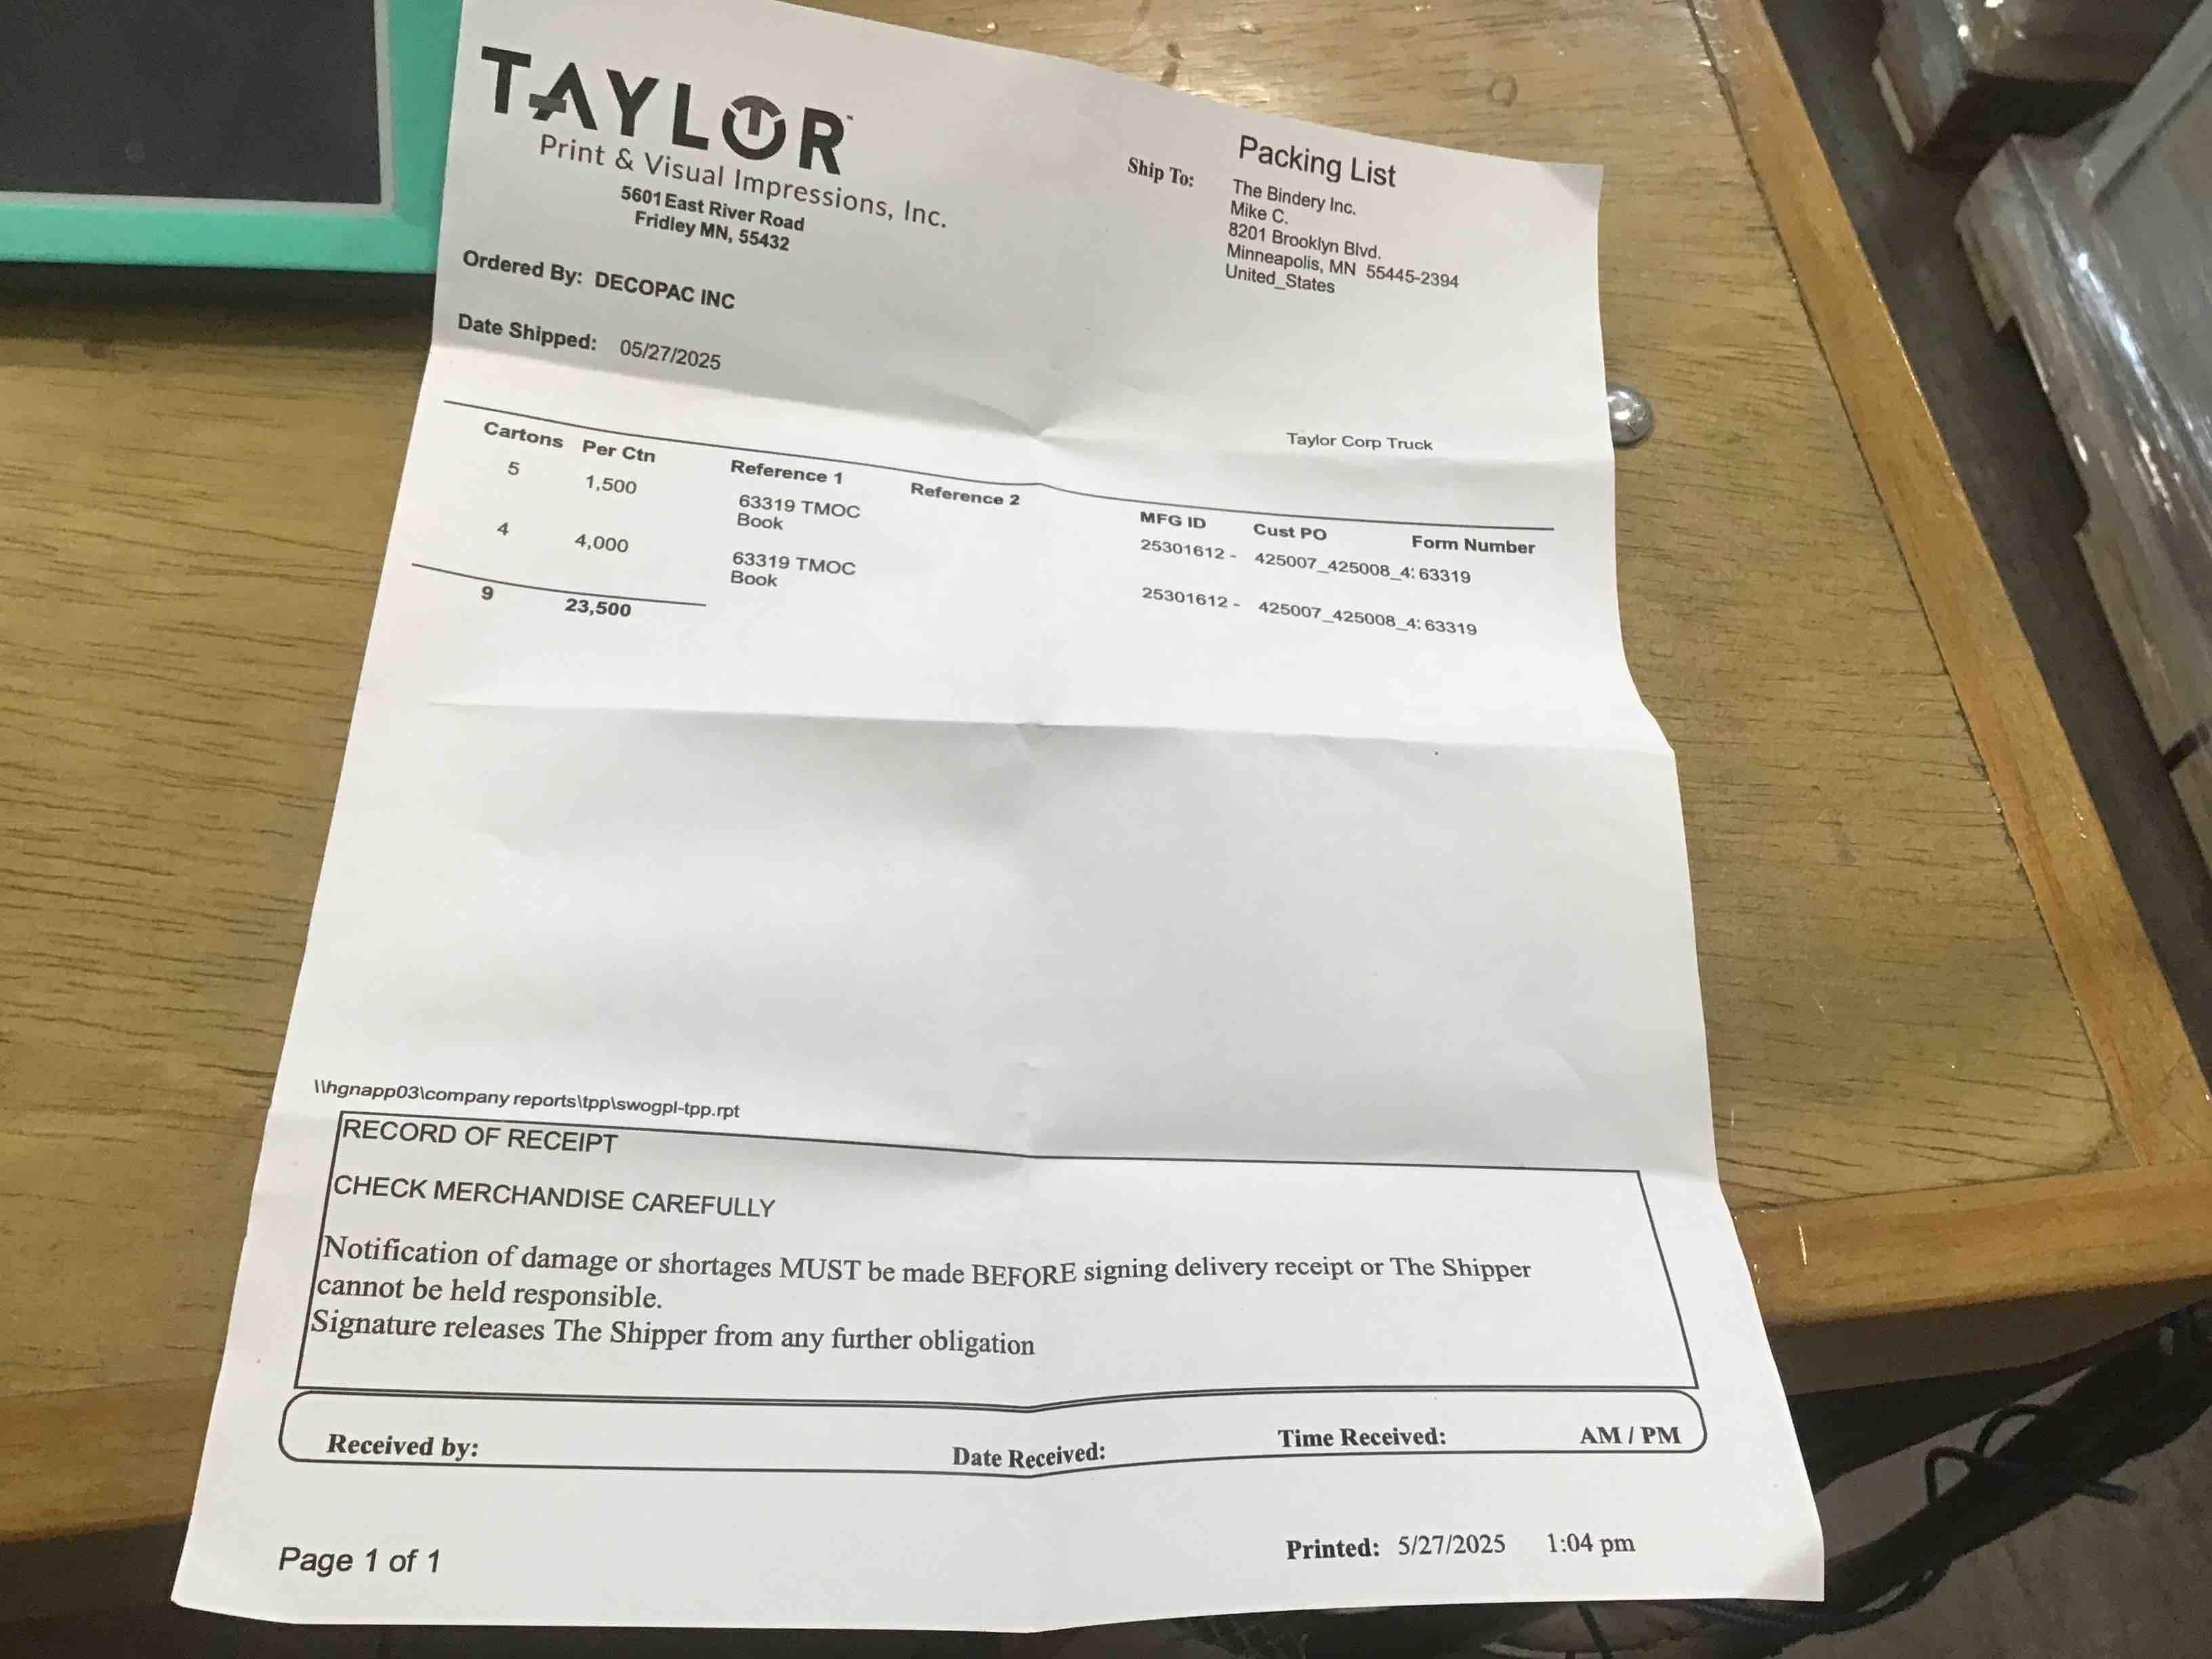 TAYLOR™
Print & Visual Impressions, Inc.
5601 East River Road
Fridley MN, 55432
Packing List
Ship To:
The Bindery Inc.
Mike C.
8201 Brooklyn Blvd.
Minneapolis, MN 55445-2394
United_States
Ordered By: DECOPAC INC
Date Shipped: 05/27/2025
Taylor Corp Truck
Cartons Per Ctn Reference 1 Reference 2 MFG ID Cust PO Form Number
5 1,500 63319 TMOC 25301612 - 425007_425008_4: 63319
Book
4 4,000 63319 TMOC 25301612 - 425007_425008_4: 63319
Book
9 23,500
\\hgnapp03\company reports\tpp\swogpl-tpp.rpt
RECORD OF RECEIPT
CHECK MERCHANDISE CAREFULLY
Notification of damage or shortages MUST be made BEFORE signing delivery receipt or The Shipper
cannot be held responsible.
Signature releases The Shipper from any further obligation
Received by: Date Received: Time Received: AM / PM
Page 1 of 1
Printed: 5/27/2025 1:04 pm